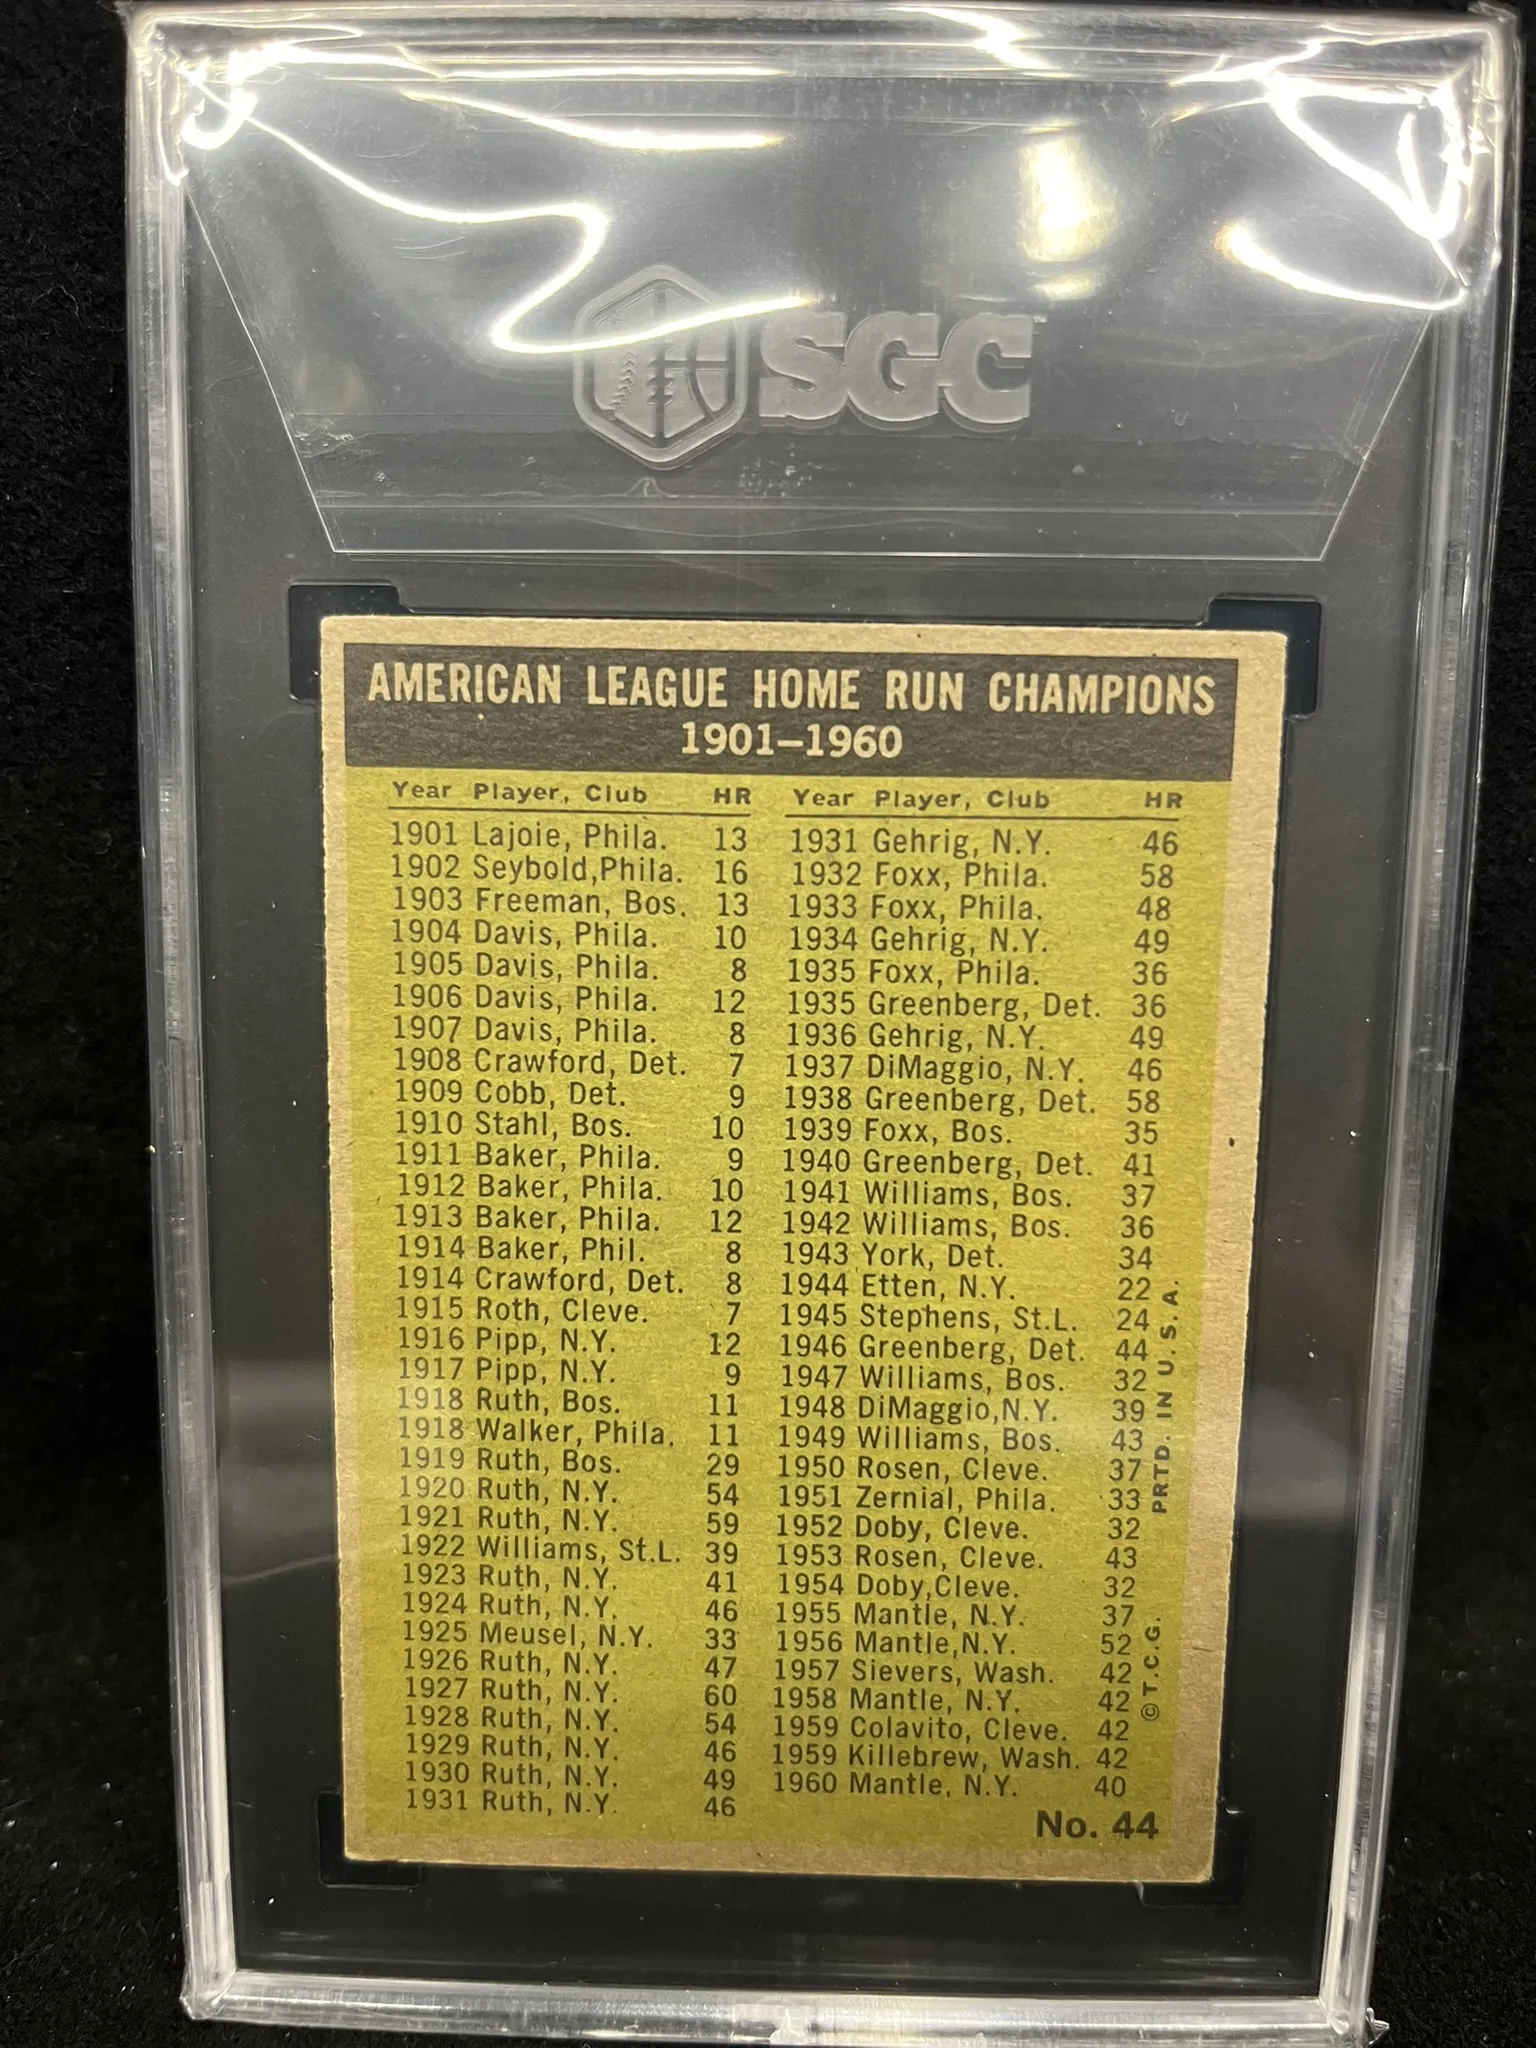 SGC
AMERICAN LEAGUE HOME RUN CHAMPIONS
1901–1960
Year Player, Club HR
1901 Lajoie, Phila. 13
1902 Seybold,Phila. 16
1903 Freeman, Bos. 13
1904 Davis, Phila. 10
1905 Davis, Phila. 8
1906 Davis, Phila. 12
1907 Davis, Phila. 8
1908 Crawford, Det. 7
1909 Cobb, Det. 9
1910 Stahl, Bos. 10
1911 Baker, Phila. 9
1912 Baker, Phila. 10
1913 Baker, Phila. 12
1914 Baker, Phil. 8
1914 Crawford, Det. 8
1915 Roth, Cleve. 7
1916 Pipp, N.Y. 12
1917 Pipp, N.Y. 9
1918 Ruth, Bos. 11
1918 Walker, Phila. 11
1919 Ruth, Bos. 29
1920 Ruth, N.Y. 54
1921 Ruth, N.Y. 59
1922 Williams, St.L. 39
1923 Ruth, N.Y. 41
1924 Ruth, N.Y. 46
1925 Meusel, N.Y. 33
1926 Ruth, N.Y. 47
1927 Ruth, N.Y. 60
1928 Ruth, N.Y. 54
1929 Ruth, N.Y. 46
1930 Ruth, N.Y. 49
1931 Ruth, N.Y. 46
Year Player, Club HR
1931 Gehrig, N.Y. 46
1932 Foxx, Phila. 58
1933 Foxx, Phila. 48
1934 Gehrig, N.Y. 49
1935 Foxx, Phila. 36
1935 Greenberg, Det. 36
1936 Gehrig, N.Y. 49
1937 DiMaggio, N.Y. 46
1938 Greenberg, Det. 58
1939 Foxx, Bos. 35
1940 Greenberg, Det. 41
1941 Williams, Bos. 37
1942 Williams, Bos. 36
1943 York, Det. 34
1944 Etten, N.Y. 22
1945 Stephens, St.L. 24
1946 Greenberg, Det. 44
1947 Williams, Bos. 32
1948 DiMaggio,N.Y. 39
1949 Williams, Bos. 43
1950 Rosen, Cleve. 37
1951 Zernial, Phila. 33
1952 Doby, Cleve. 32
1953 Rosen, Cleve. 43
1954 Doby,Cleve. 32
1955 Mantle, N.Y. 37
1956 Mantle,N.Y. 52
1957 Sievers, Wash. 42
1958 Mantle, N.Y. 42
1959 Colavito, Cleve. 42
1959 Killebrew, Wash. 42
1960 Mantle, N.Y. 40
No. 44
© T.C.G. PRTD. IN U.S.A.